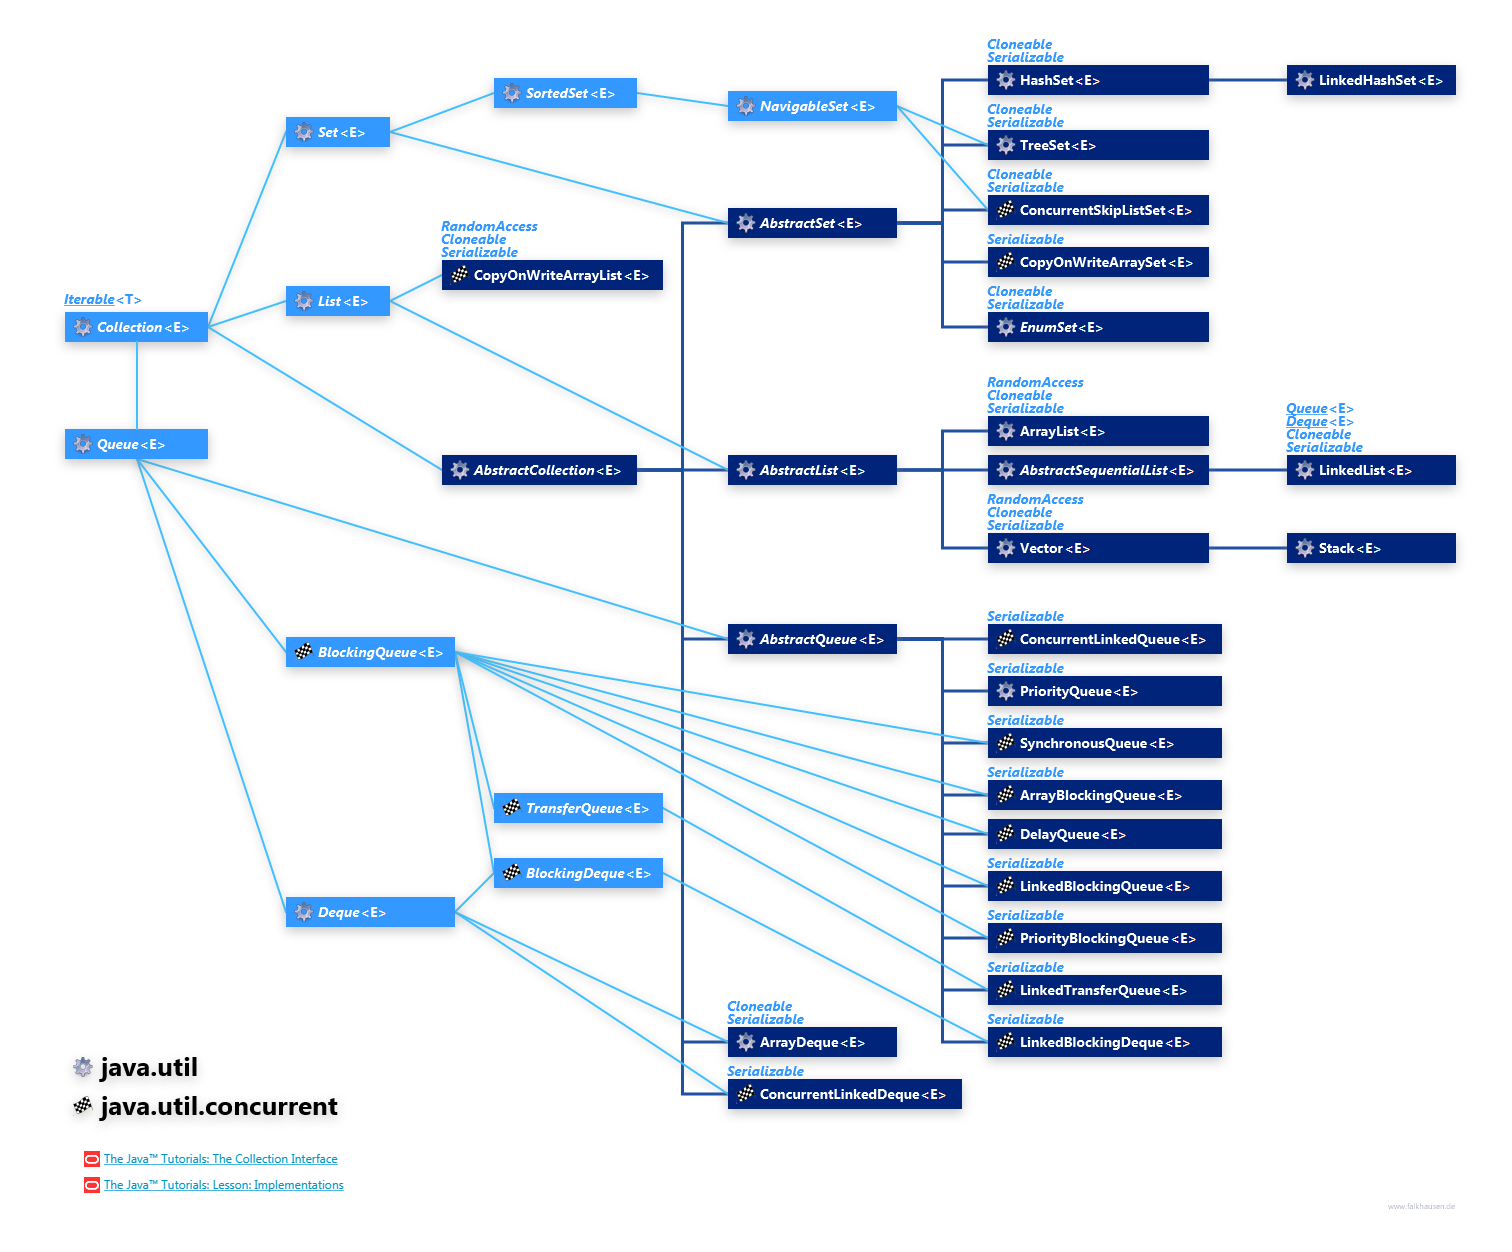 Cloneable
Serializable
HashSet<E>
LinkedHashSet<E>
SortedSet<E>
NavigableSet<E>
Cloneable
Serializable
Set<E>
TreeSet<E>
Cloneable
Serializable
ConcurrentSkipListSet<E>
AbstractSet<E>
RandomAccess
Cloneable
Serializable
CopyOnWriteArrayList<E>
Serializable
CopyOnWriteArraySet<E>
Cloneable
Serializable
EnumSet<E>
List<E>
Iterable<T>
Collection<E>
RandomAccess
Cloneable
Serializable
ArrayList<E>
Queue<E>
Deque<E>
Cloneable
Serializable
LinkedList<E>
Queue<E>
AbstractCollection<E>
AbstractList<E>
AbstractSequentialList<E>
RandomAccess
Cloneable
Serializable
Vector<E>
Stack<E>
Serializable
ConcurrentLinkedQueue<E>
AbstractQueue<E>
BlockingQueue<E>
Serializable
PriorityQueue<E>
Serializable
SynchronousQueue<E>
Serializable
ArrayBlockingQueue<E>
TransferQueue<E>
DelayQueue<E>
BlockingDeque<E>
Serializable
LinkedBlockingQueue<E>
Deque<E>
Serializable
PriorityBlockingQueue<E>
Serializable
LinkedTransferQueue<E>
Cloneable
Serializable
ArrayDeque<E>
Serializable
LinkedBlockingDeque<E>
Serializable
ConcurrentLinkedDeque<E>
java.util
java.util.concurrent
The Java™ Tutorials: The Collection Interface
The Java™ Tutorials: Lesson: Implementations
www.falkhausen.de